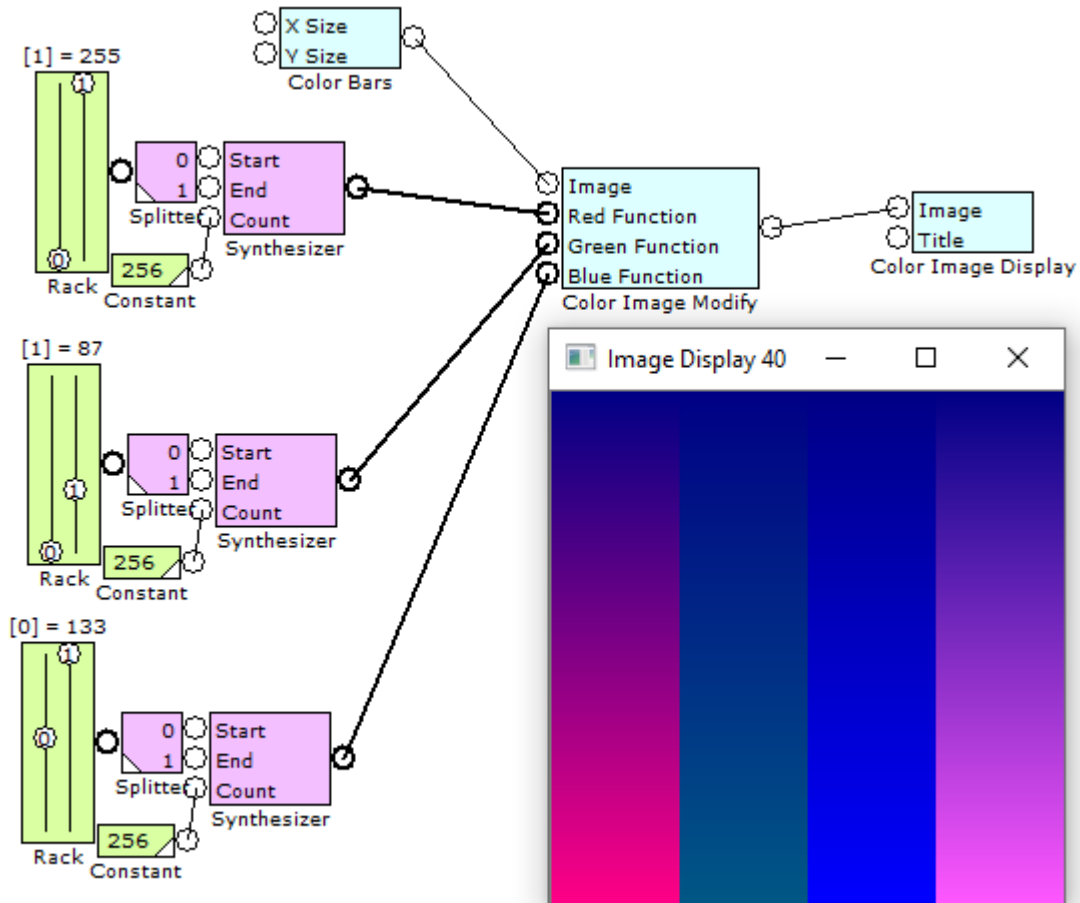 X Size
Y Size
Color Bars
[1] = 255
1
0
Rack
0
1
Splitter
Start
End
Count
Synthesizer
256
Constant
Image
Red Function
Green Function
Blue Function
Color Image Modify
Image
Title
Color Image Display
[1] = 87
1
0
Rack
0
1
Splitter
Start
End
Count
Synthesizer
256
Constant
[0] = 133
1
0
Rack
0
1
Splitter
Start
End
Count
Synthesizer
256
Constant
Image Display 40